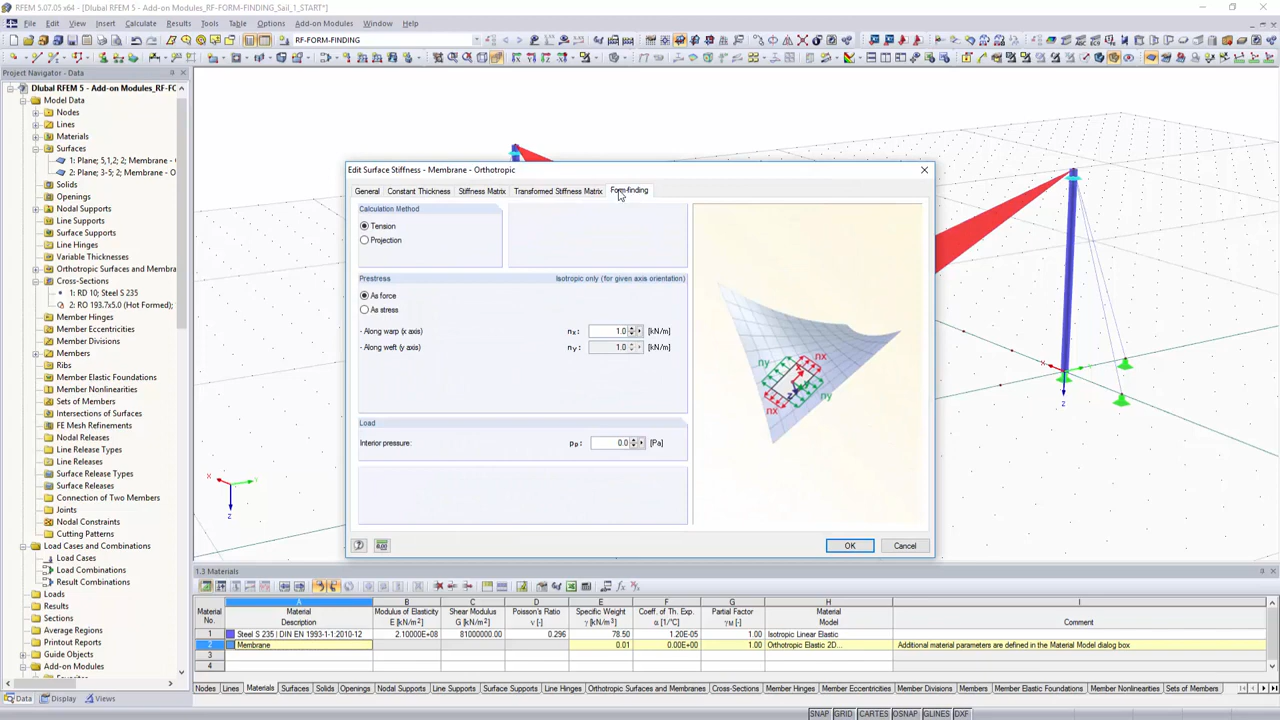 RFEM 5.07.05 x64 - Add-on Modules_RF-FORM-FINDING_Sail_1_START*]
File Edit View Insert Calculate Results Tools Table Options Add-on Modules Window Help
RF-FORM-FINDING
Project Navigator - Data
Dlubal RFEM 5 - Add-on Modules_RF-FC
Model Data
Nodes
Lines
Materials
Surfaces
1: Plane; 5,1,2; 2; Membrane -
2: Plane; 3-5; 2; Membrane - O
Solids
Openings
Nodal Supports
Line Supports
Surface Supports
Line Hinges
Variable Thicknesses
Orthotropic Surfaces and Membra
Cross-Sections
1: RD 10; Steel S 235
2: RO 193.7x5.0 (Hot Formed);
Member Hinges
Member Eccentricities
Member Divisions
Members
Ribs
Member Elastic Foundations
Member Nonlinearities
Sets of Members
Intersections of Surfaces
FE Mesh Refinements
Nodal Releases
Line Release Types
Line Releases
Surface Release Types
Surface Releases
Connection of Two Members
Joints
Nodal Constraints
Cutting Patterns
Load Cases and Combinations
Load Cases
Load Combinations
Result Combinations
Loads
Results
Sections
Average Regions
Printout Reports
Guide Objects
Add-on Modules
Data Display Views
Edit Surface Stiffness - Membrane - Orthotropic
General Constant Thickness Stiffness Matrix Transformed Stiffness Matrix Form-finding
Calculation Method
Tension
Projection
Prestress Isotropic only (for given axis orientation)
As force
As stress
- Along warp (x axis) nx: 1.0 [kN/m]
- Along weft (y axis) ny: 1.0 [kN/m]
Load
Interior pressure: pp: 0.0 [Pa]
ny nx
nx ny
z
OK Cancel
x y
z
z
1.3 Materials
A B C D E F G H I
Material No. Material Description Modulus of Elasticity E [kN/m²] Shear Modulus G [kN/m²] Poisson's Ratio ν [-] Specific Weight γ [kN/m³] Coeff. of Th. Exp. α [1/°C] Partial Factor γM [-] Material Model Comment
1 Steel S 235 | DIN EN 1993-1-1:2010-12 2.10000E+08 81000000.00 0.296 78.50 1.20E-05 1.00 Isotropic Linear Elastic
2 Membrane 0.01 0.00E+00 1.00 Orthotropic Elastic 2D... Additional material parameters are defined in the Material Model dialog box
3
4
Nodes Lines Materials Surfaces Solids Openings Nodal Supports Line Supports Surface Supports Line Hinges Orthotropic Surfaces and Membranes Cross-Sections Member Hinges Member Eccentricities Member Divisions Members Member Elastic Foundations Member Nonlinearities Sets of Members
SNAP GRID CARTES OSNAP GLINES DXF